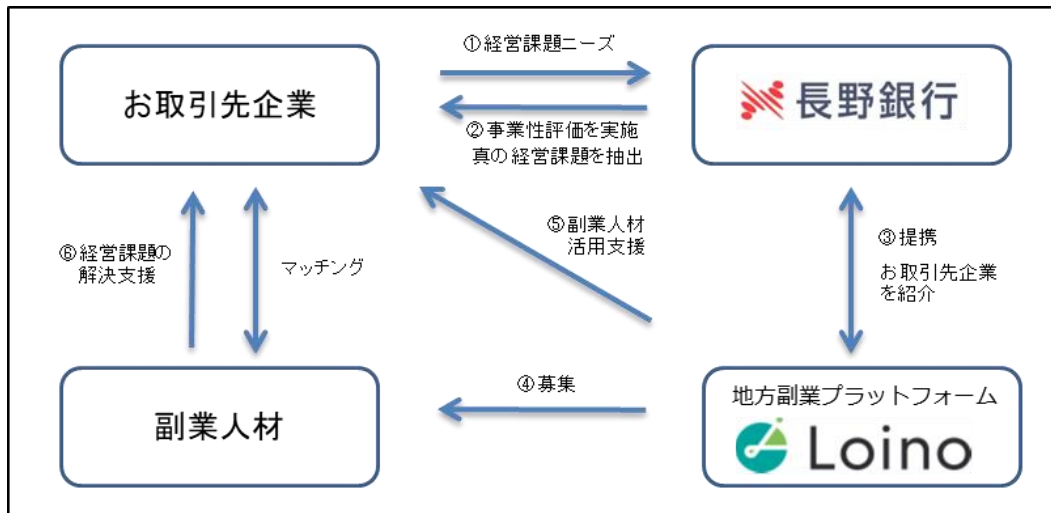 お取引先企業
①経営課題ニーズ
②事業性評価を実施
真の経営課題を抽出
長野銀行
⑥経営課題の
解決支援
マッチング
⑤副業人材
活用支援
③提携
お取引先企業
を紹介
副業人材
④募集
地方副業プラットフォーム
Loino